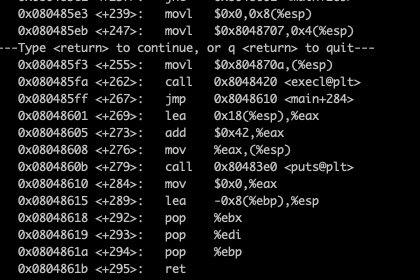 0x080485e3 <+239>: movl $0x0,0x8(%esp)
0x080485eb <+247>: movl $0x8048707,0x4(%esp)
---Type <return> to continue, or q <return> to quit---
0x080485f3 <+255>: movl $0x804870a,(%esp)
0x080485fa <+262>: call 0x8048420 <execl@plt>
0x080485ff <+267>: jmp 0x8048610 <main+284>
0x08048601 <+269>: lea 0x18(%esp),%eax
0x08048605 <+273>: add $0x42,%eax
0x08048608 <+276>: mov %eax,(%esp)
0x0804860b <+279>: call 0x80483e0 <puts@plt>
0x08048610 <+284>: mov $0x0,%eax
0x08048615 <+289>: lea -0x8(%ebp),%esp
0x08048618 <+292>: pop %ebx
0x08048619 <+293>: pop %edi
0x0804861a <+294>: pop %ebp
0x0804861b <+295>: ret